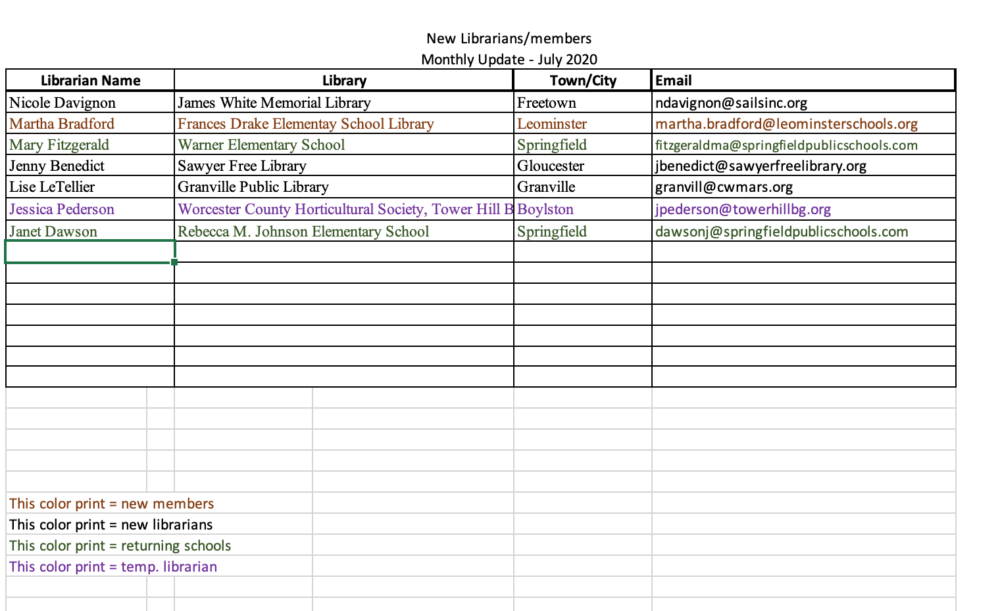 New Librarians/members
Monthly Update - July 2020
Librarian Name Library Town/City Email
Nicole Davignon James White Memorial Library Freetown ndavignon@sailsinc.org
Martha Bradford Frances Drake Elementay School Library Leominster martha.bradford@leominsterschools.org
Mary Fitzgerald Warner Elementary School Springfield fitzgeraldma@springfieldpublicschools.com
Jenny Benedict Sawyer Free Library Gloucester jbenedict@sawyerfreelibrary.org
Lise LeTellier Granville Public Library Granville granvill@cwmars.org
Jessica Pederson Worcester County Horticultural Society, Tower Hill B Boylston jpederson@towerhillbg.org
Janet Dawson Rebecca M. Johnson Elementary School Springfield dawsonj@springfieldpublicschools.com
This color print = new members
This color print = new librarians
This color print = returning schools
This color print = temp. librarian